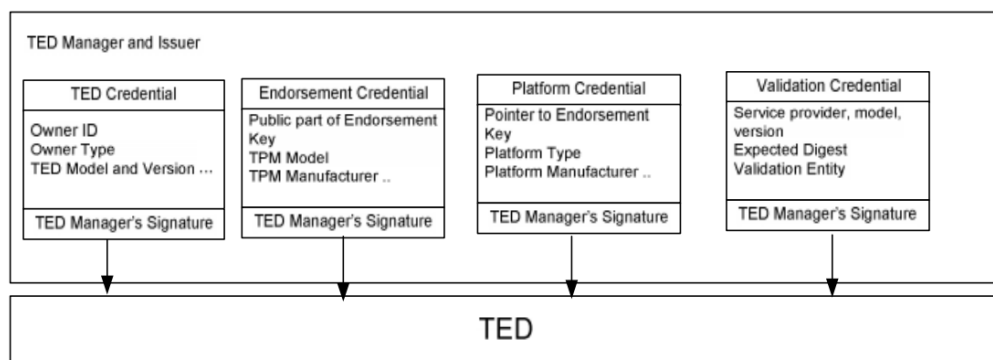 TED Manager and Issuer
TED Credential
Owner ID
Owner Type
TED Model and Version ...
TED Manager's Signature
Endorsement Credential
Public part of Endorsement
Key
TPM Model
TPM Manufacturer ..
TED Manager's Signature
Platform Credential
Pointer to Endorsement
Key
Platform Type
Platform Manufacturer ..
TED Manager's Signature
Validation Credential
Service provider, model,
version
Expected Digest
Validation Entity
TED Manager's Signature
TED